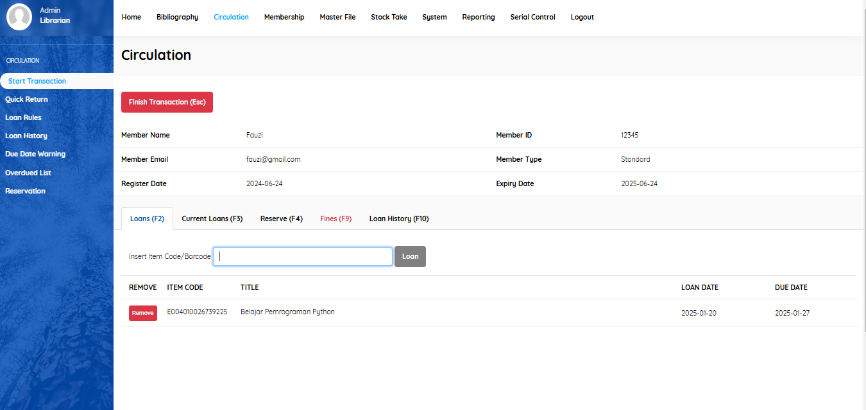 Admin
Librarian
Home Bibliography Circulation Membership Master File Stock Take System Reporting Serial Control Logout
CIRCULATION
Start Transaction
Quick Return
Loan Rules
Loan History
Due Date Warning
Overdued List
Reservation
Circulation
Finish Transaction (Esc)
Member Name Fauzi Member ID 12345
Member Email fauzi@gmail.com Member Type Standard
Register Date 2024-06-24 Expiry Date 2025-06-24
Loans (F2) Current Loans (F3) Reserve (F4) Fines (F9) Loan History (F10)
Insert Item Code/Barcode Loan
REMOVE ITEM CODE TITLE LOAN DATE DUE DATE
Remove E004010026739225 Belajar Pemrograman Python 2025-01-20 2025-01-27